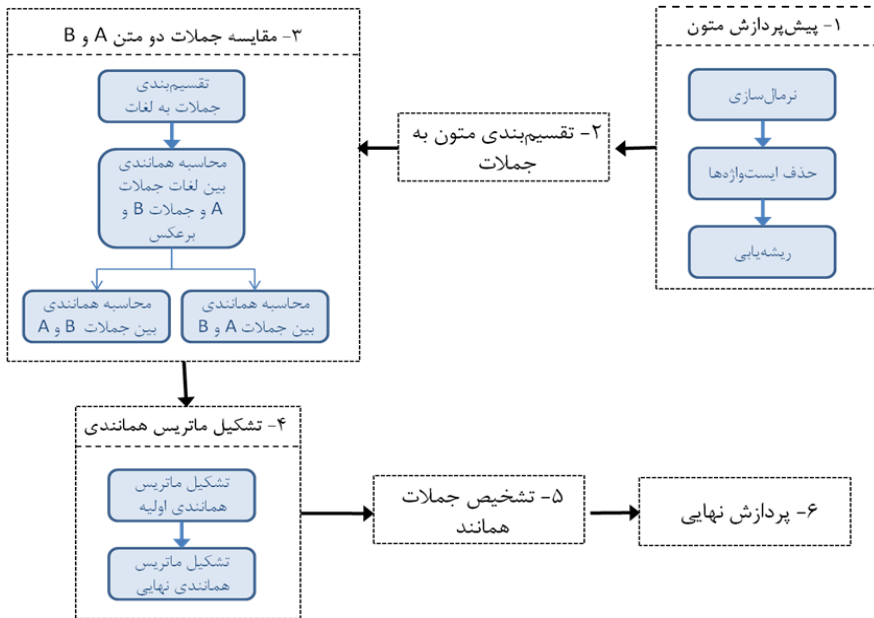 ۱- پیش‌پردازش متون
نرمال‌سازی
حذف ایست‌واژه‌ها
ریشه‌یابی
۲- تقسیم‌بندی متون به
جملات
۳- مقایسه جملات دو متن A و B
تقسیم‌بندی
جملات به لغات
محاسبه همانندی
بین لغات جملات
A و جملات B و
برعکس
محاسبه همانندی
بین جملات A و B
محاسبه همانندی
بین جملات B و A
۴- تشکیل ماتریس همانندی
تشکیل ماتریس
همانندی اولیه
تشکیل ماتریس
همانندی نهایی
۵- تشخیص جملات
همانند
۶- پردازش نهایی